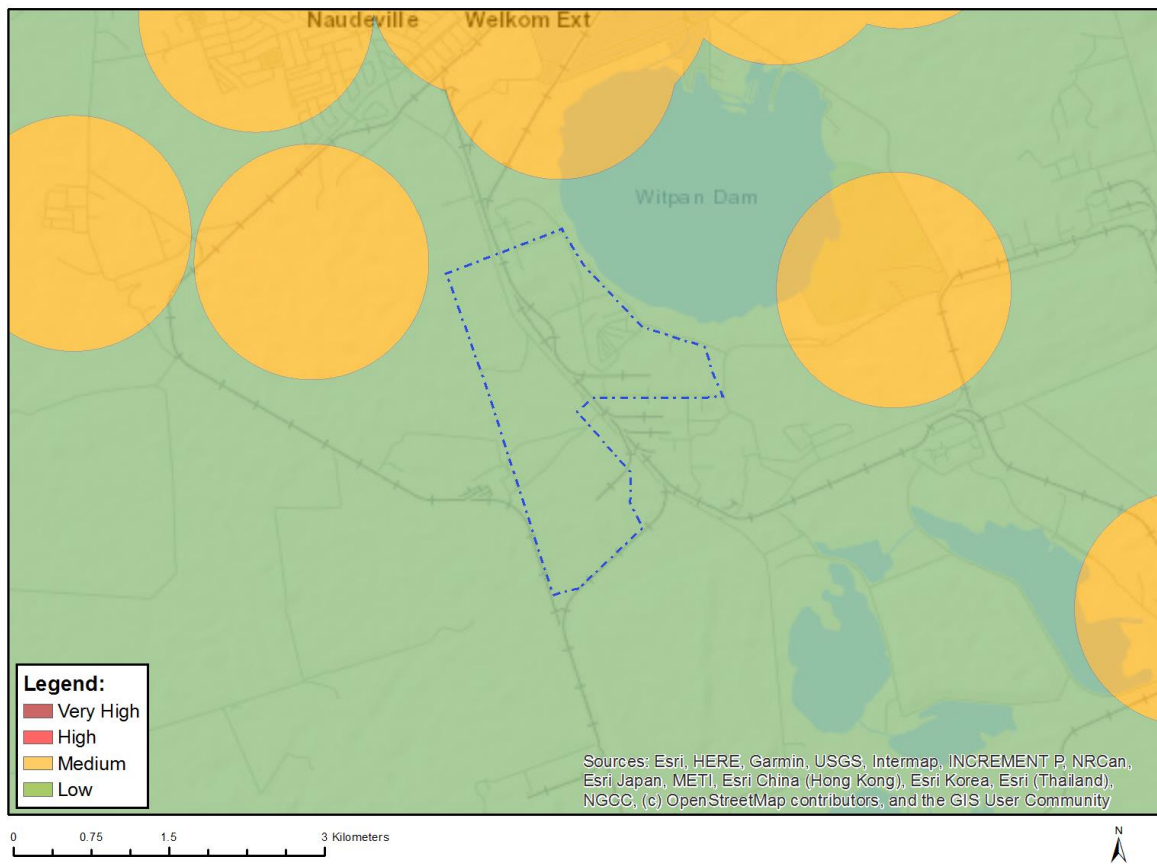 Naudeville Welkom Ext
Witpan Dam
Legend:
Very High
High
Medium
Low
Sources: Esri, HERE, Garmin, USGS, Intermap, INCREMENT P, NRCan,
Esri Japan, METI, Esri China (Hong Kong), Esri Korea, Esri (Thailand),
NGCC, (c) OpenStreetMap contributors, and the GIS User Community
0 0.75 1.5 3 Kilometers
N